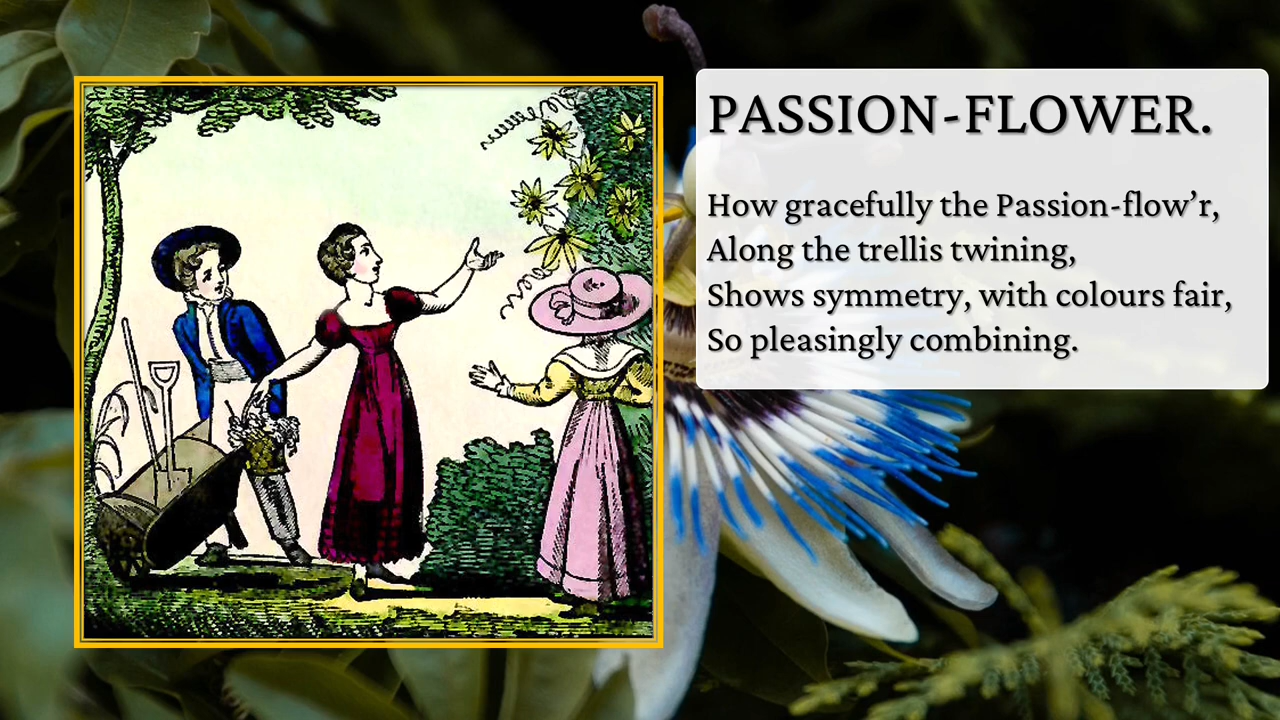 PASSION-FLOWER.
How gracefully the Passion-flow’r,
Along the trellis twining,
Shows symmetry, with colours fair,
So pleasingly combining.